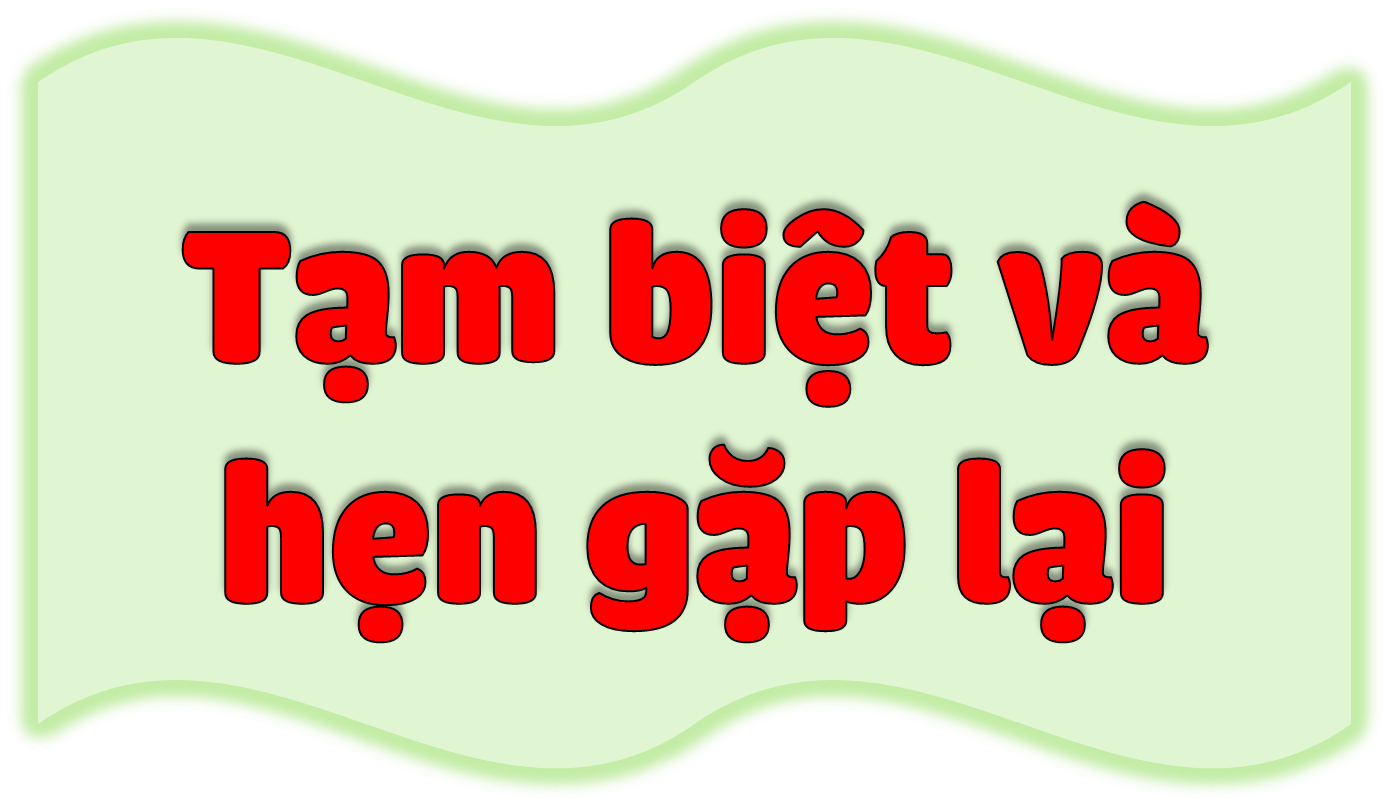 Tạm biệt và
hẹn gặp lại